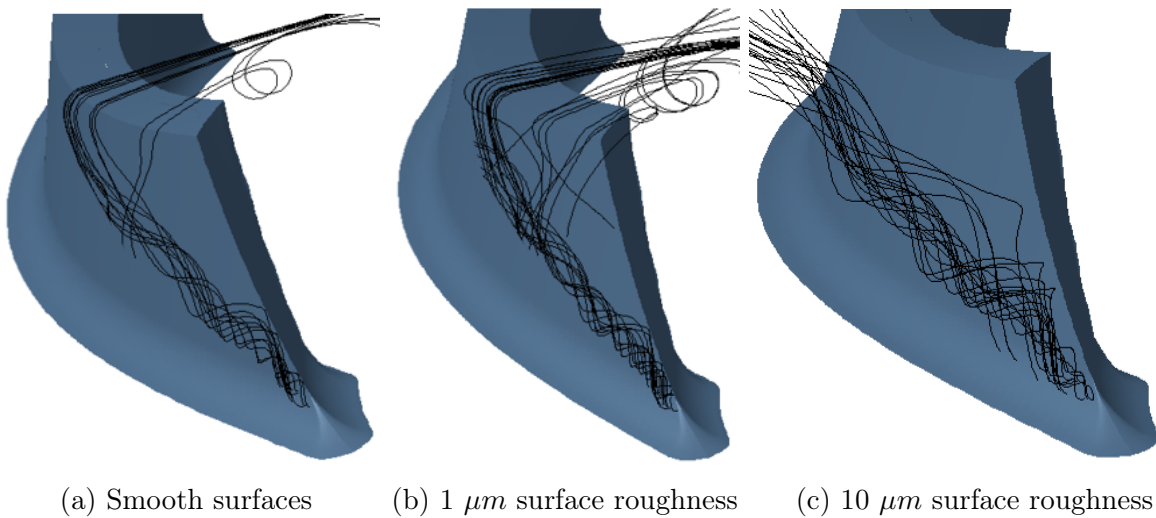 (a) Smooth surfaces
(b) 1 μm surface roughness
(c) 10 μm surface roughness